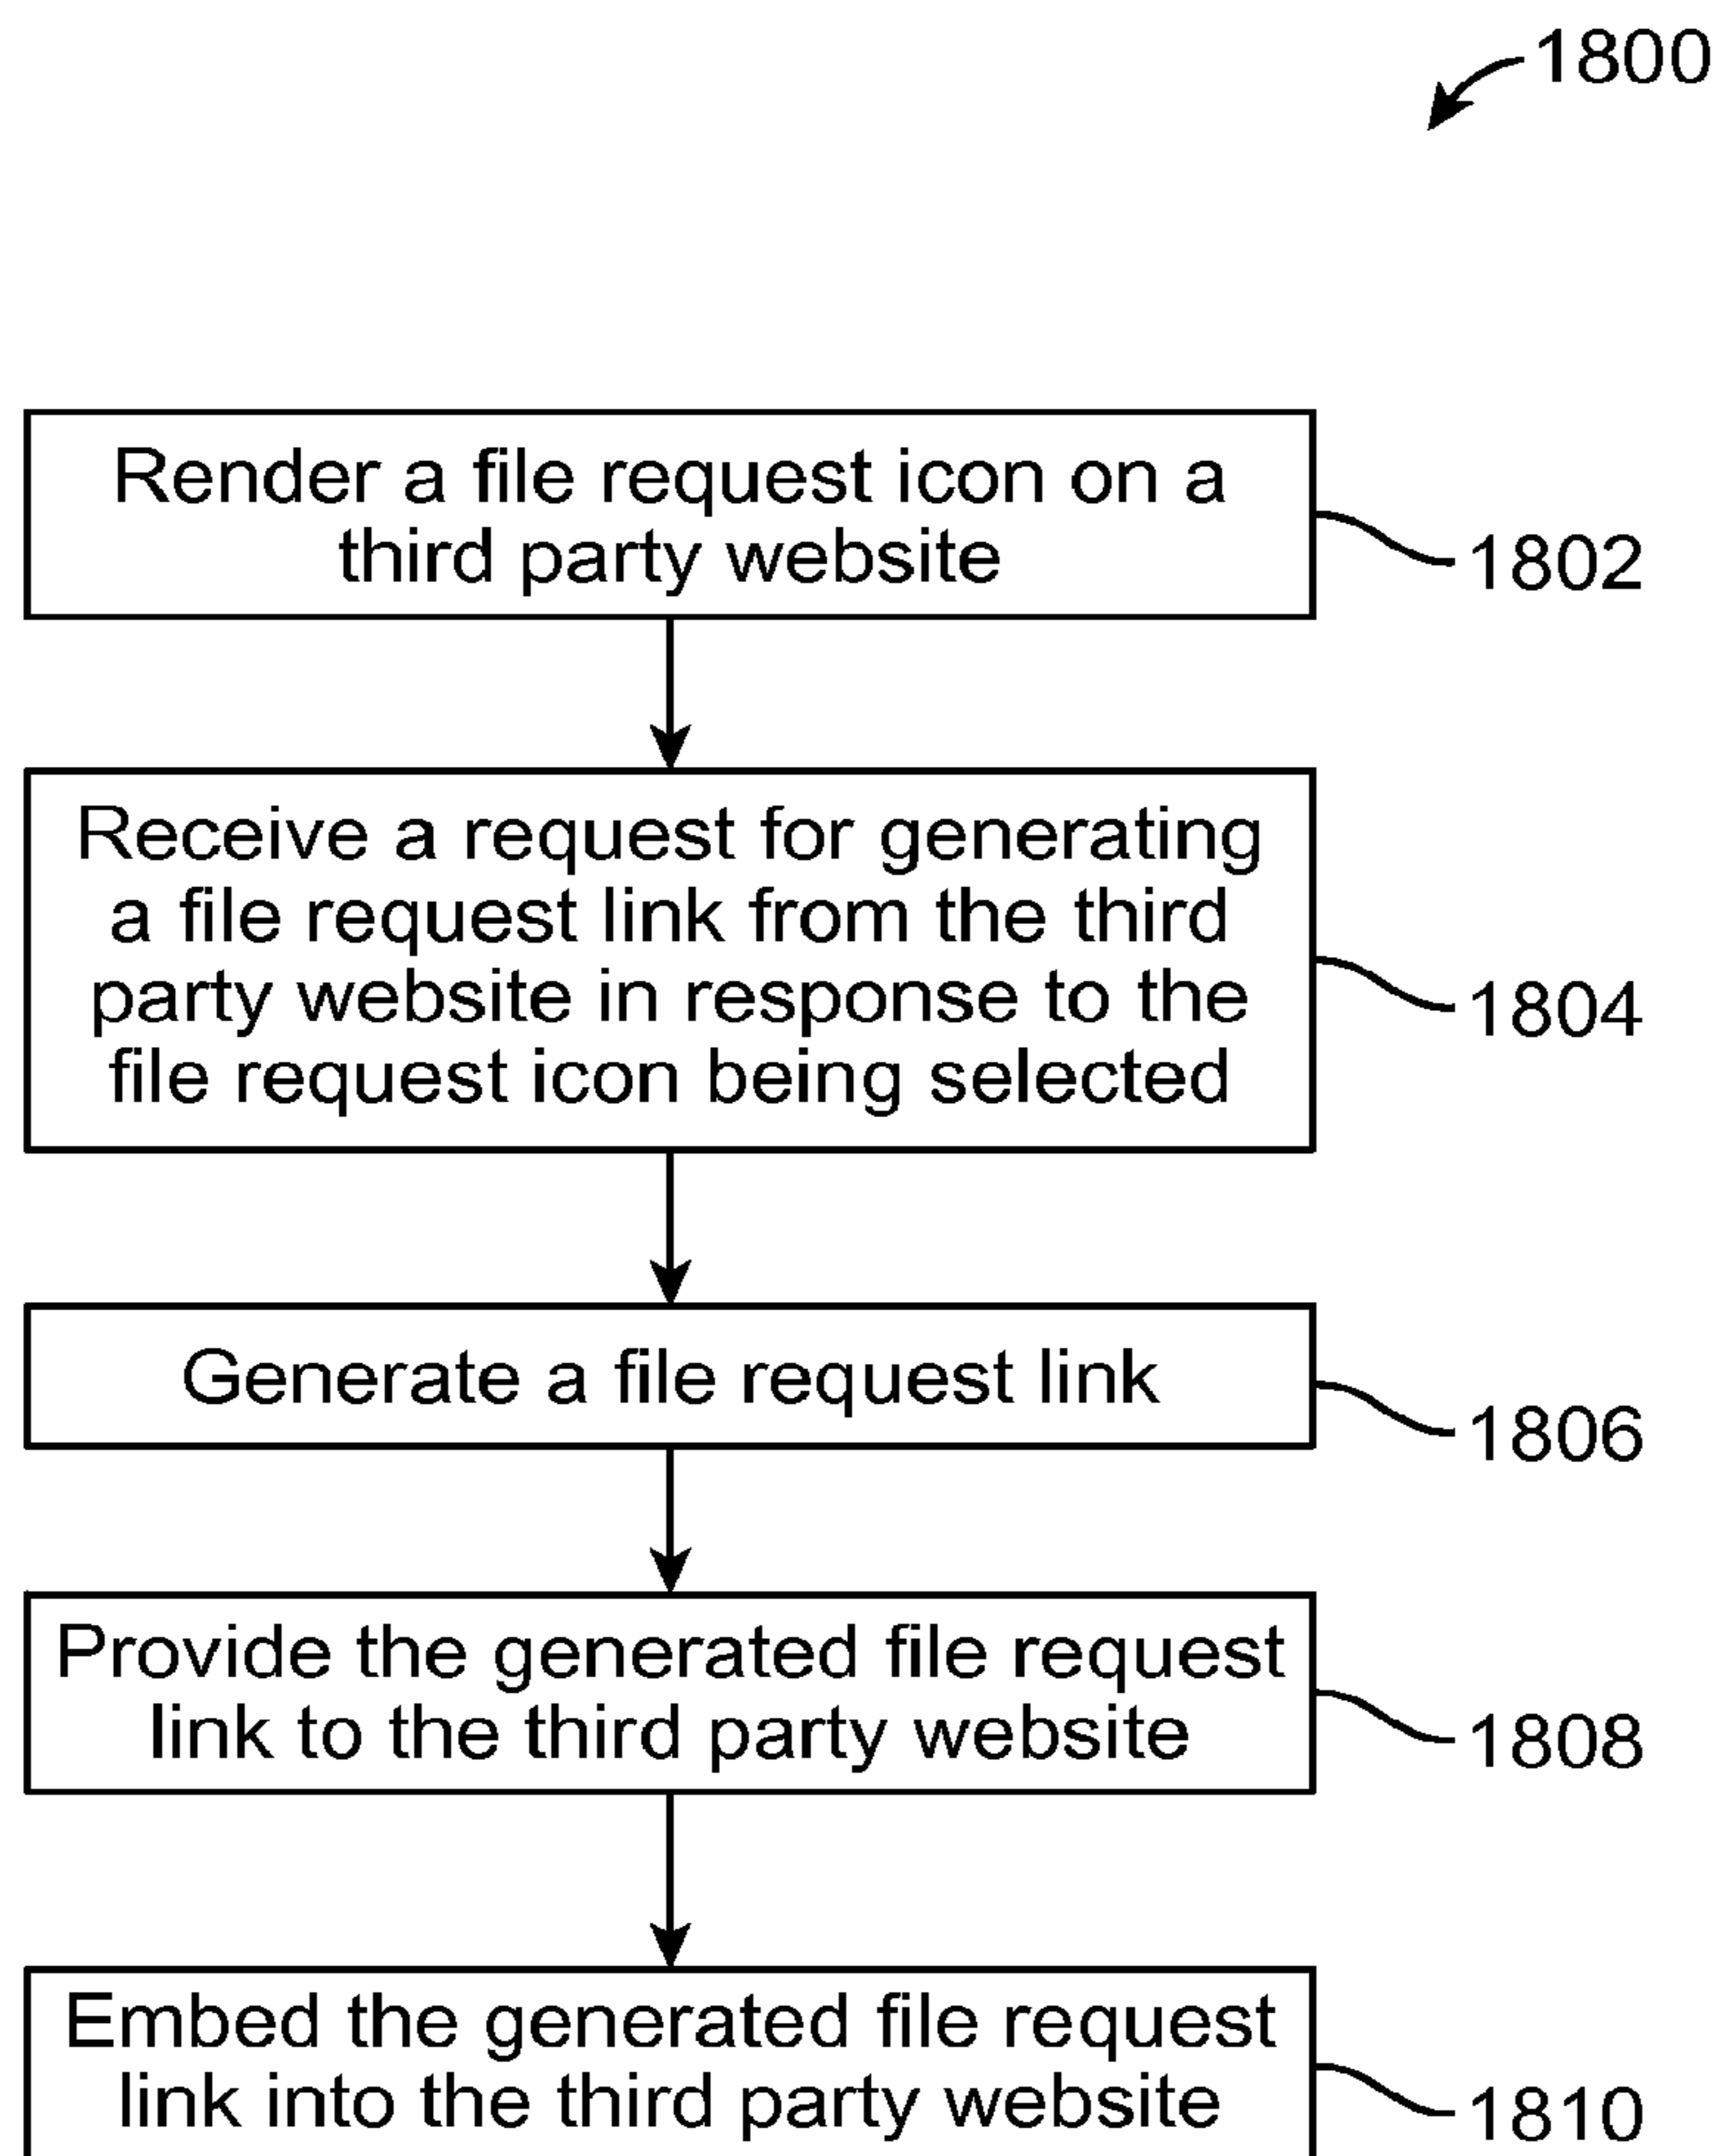 1800
Render a file request icon on a
third party website
1802
Receive a request for generating
a file request link from the third
party website in response to the
file request icon being selected
1804
Generate a file request link
1806
Provide the generated file request
link to the third party website
1808
Embed the generated file request
link into the third party website
1810